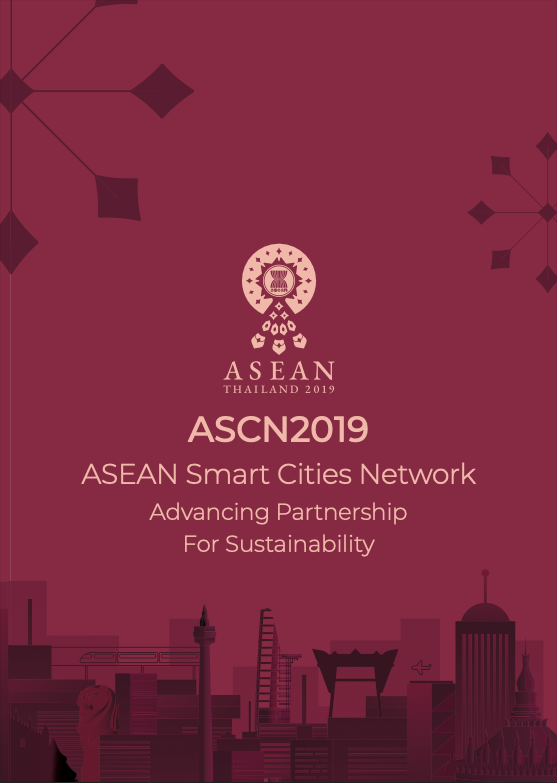 ASEAN
THAILAND 2019
ASCN2019
ASEAN Smart Cities Network
Advancing Partnership
For Sustainability